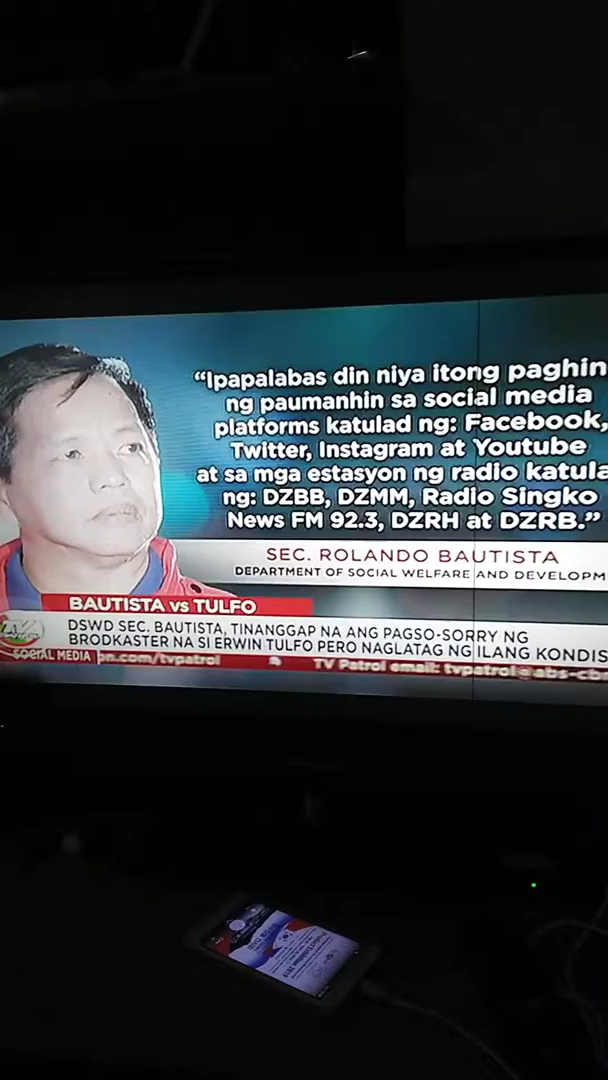 “Ipapalabas din niya itong paghin
ng paumanhin sa social media
platforms katulad ng: Facebook,
Twitter, Instagram at Youtube
at sa mga estasyon ng radio katula
ng: DZBB, DZMM, Radio Singko
News FM 92.3, DZRH at DZRB.”
SEC. ROLANDO BAUTISTA
DEPARTMENT OF SOCIAL WELFARE AND DEVELOPM
BAUTISTA vs TULFO
DSWD SEC. BAUTISTA, TINANGGAP NA ANG PAGSO-SORRY NG
BRODKASTER NA SI ERWIN TULFO PERO NAGLATAG NG ILANG KONDIS
SOCIAL MEDIA bn.com/tvpatrol TV Patrol email: tvpatrol@abs-cb